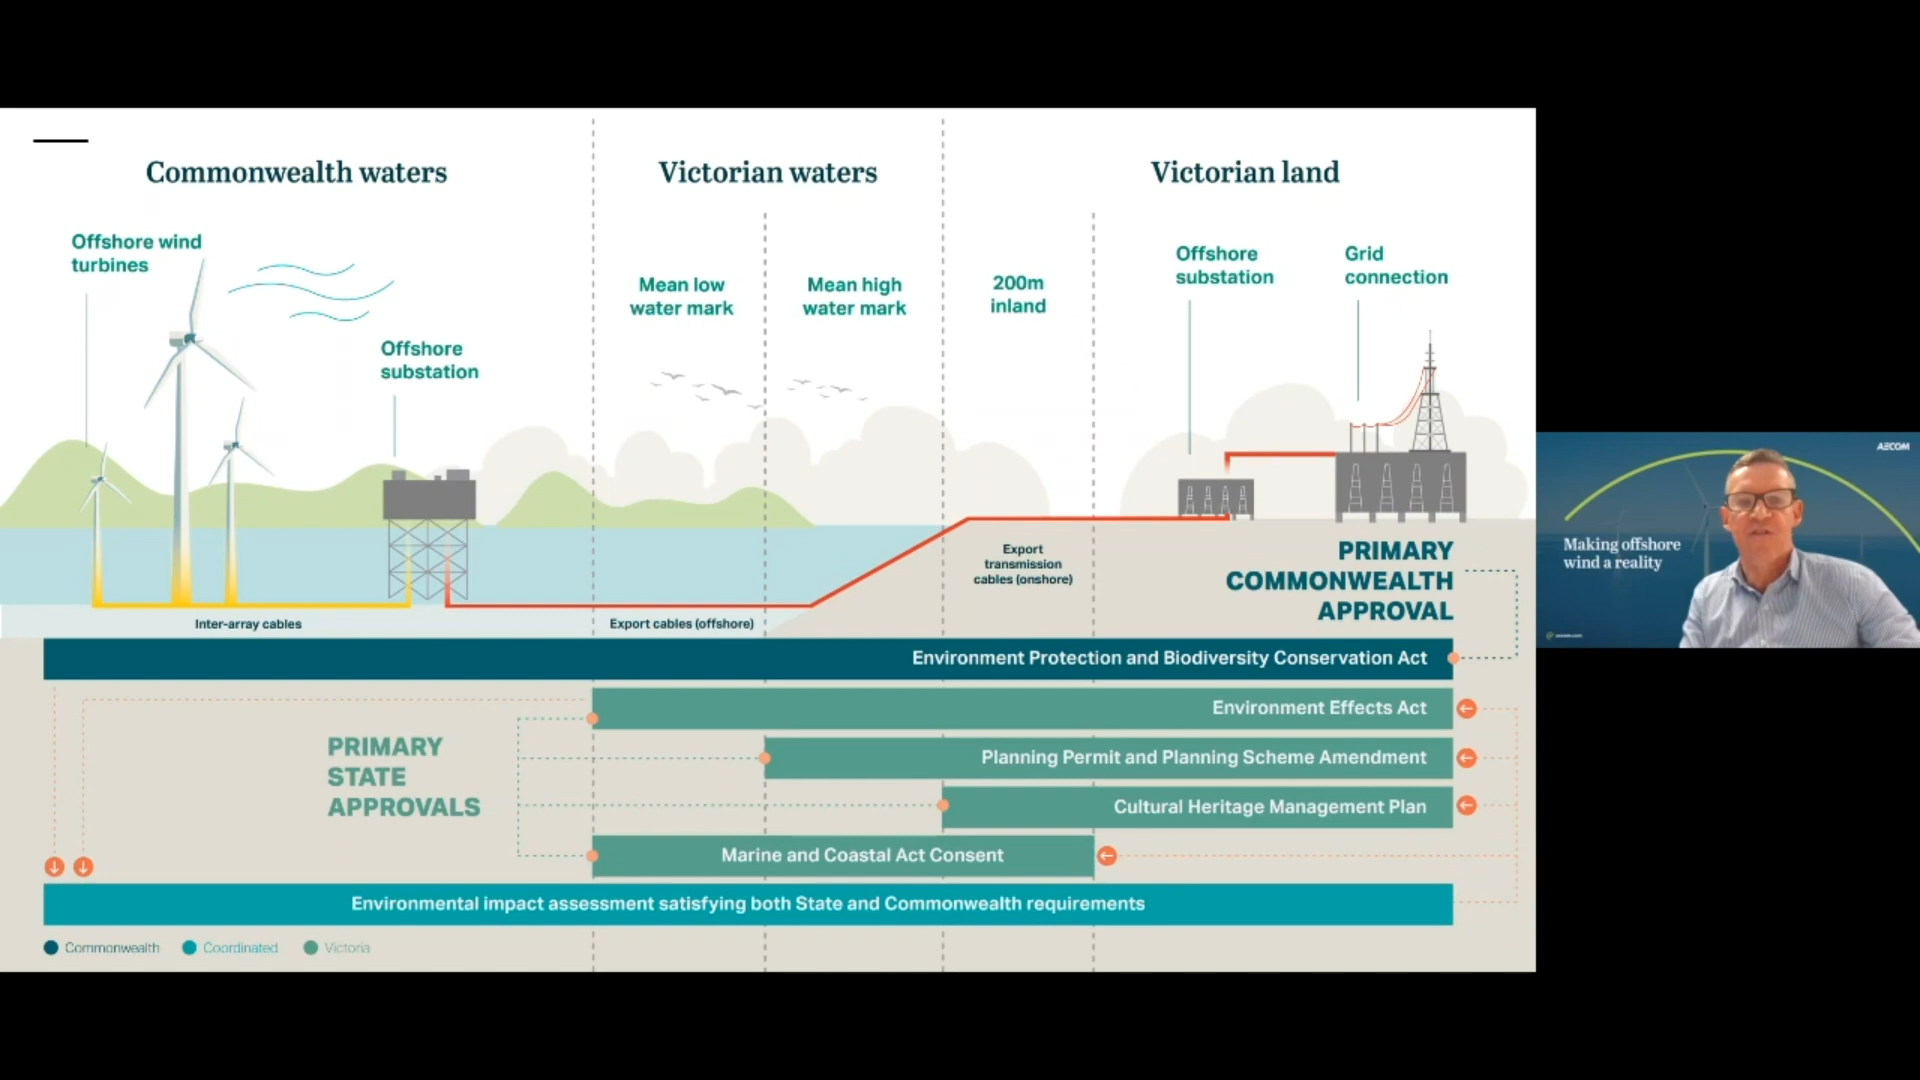 Commonwealth waters
Victorian waters
Victorian land
Offshore wind
turbines
Offshore
substation
Mean low
water mark
Mean high
water mark
200m
inland
Offshore
substation
Grid
connection
Export
transmission
cables (onshore)
Inter-array cables
Export cables (offshore)
PRIMARY
COMMONWEALTH
APPROVAL
Environment Protection and Biodiversity Conservation Act
Environment Effects Act
Planning Permit and Planning Scheme Amendment
Cultural Heritage Management Plan
Marine and Coastal Act Consent
PRIMARY
STATE
APPROVALS
Environmental impact assessment satisfying both State and Commonwealth requirements
Commonwealth
Coordinated
Victoria
AECOM
Making offshore
wind a reality
aecom.com